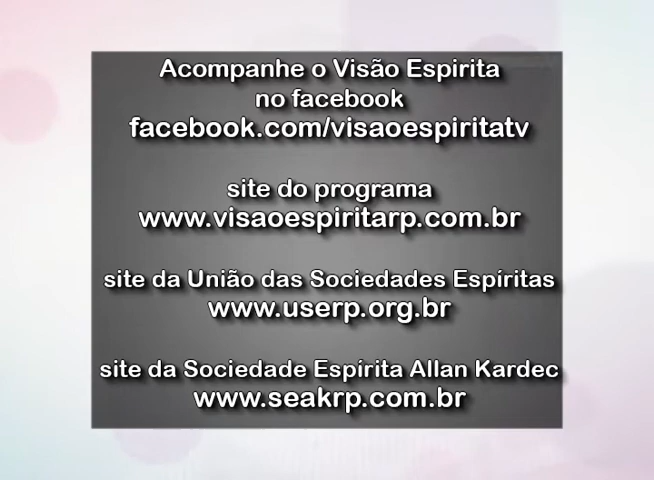 Acompanhe o Visão Espirita
no facebook
facebook.com/visaoespiritatv
site do programa
www.visaoespiritarp.com.br
site da União das Sociedades Espíritas
www.userp.org.br
site da Sociedade Espírita Allan Kardec
www.seakrp.com.br